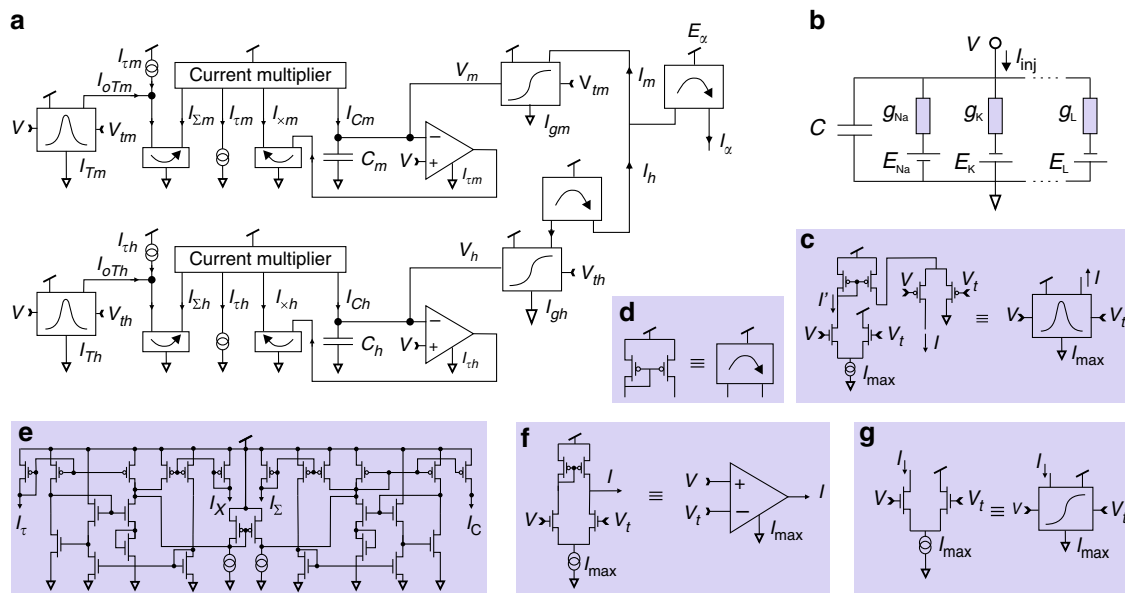 a
I_τm
I_oTm
Current multiplier
V
V_tm
I_Tm
I_Σm
I_τm
I_×m
I_Cm
C_m
V
−
+
I_τm
V_m
V_tm
I_gm
I_m
E_α
I_α
I_h
I_τh
I_oTh
Current multiplier
V
V_th
I_Th
I_Σh
I_τh
I_×h
I_Ch
C_h
V
−
+
I_τh
V_h
V_th
I_gh
b
V
I_inj
C
g_Na
g_K
g_L
E_Na
E_K
E_L
c
I'
V
V_t
I_max
V
V_t
I
≡
V
I
V_t
I_max
d
≡
e
I_τ
I_X
I_Σ
I_C
f
V
I
V_t
I_max
≡
V
V_t
+
−
I
I_max
g
I
V
V_t
I_max
≡
I
V
V_t
I_max